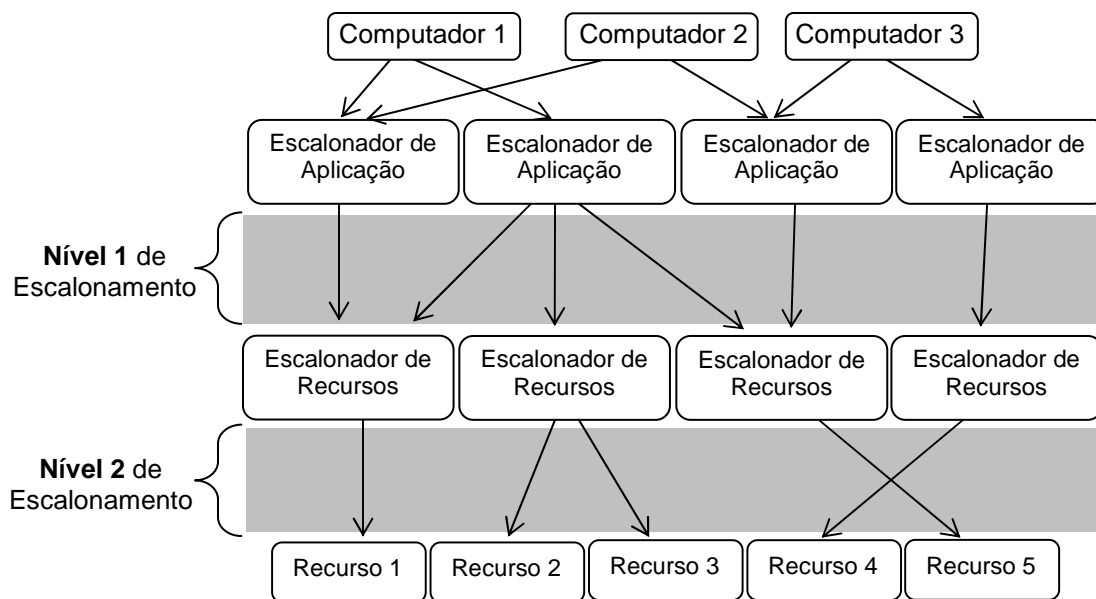 Computador 1
Computador 2
Computador 3
Escalonador de
Aplicação
Escalonador de
Aplicação
Escalonador de
Aplicação
Escalonador de
Aplicação
Nível 1 de
Escalonamento
Escalonador de
Recursos
Escalonador de
Recursos
Escalonador de
Recursos
Escalonador de
Recursos
Nível 2 de
Escalonamento
Recurso 1
Recurso 2
Recurso 3
Recurso 4
Recurso 5